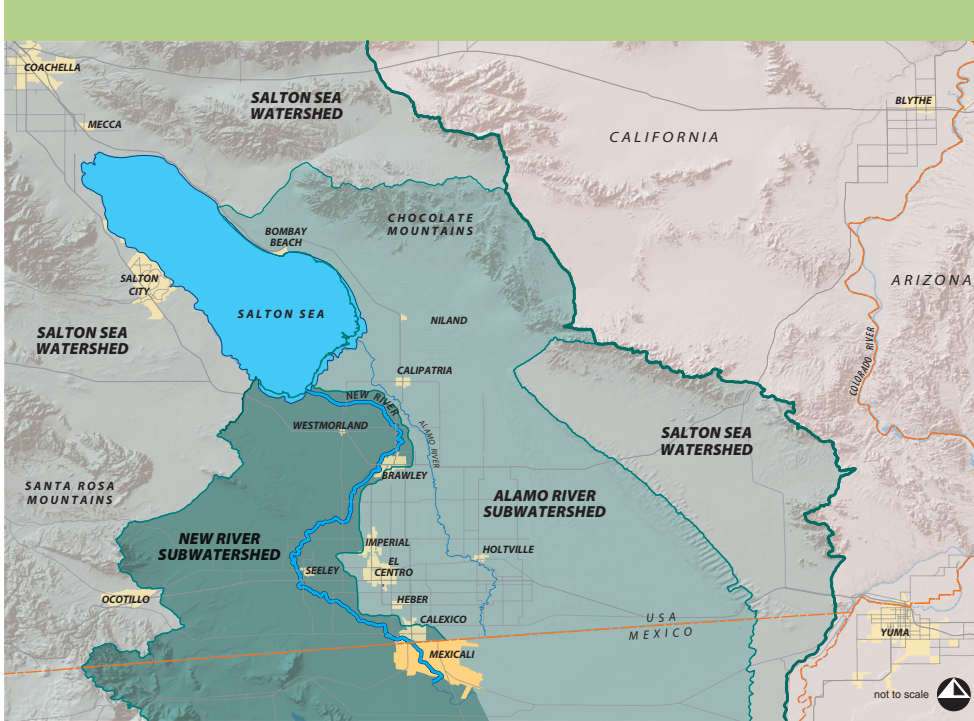 COACHELLA
SALTON SEA
WATERSHED
BLYTHE
MECCA
CALIFORNIA
CHOCOLATE
MOUNTAINS
BOMBAY
BEACH
SALTON
CITY
ARIZONA
SALTON SEA
NILAND
SALTON SEA
WATERSHED
COLORADO RIVER
CALIPATRIA
NEW RIVER
WESTMORLAND
ALAMO RIVER
SALTON SEA
WATERSHED
BRAWLEY
SANTA ROSA
MOUNTAINS
ALAMO RIVER
SUBWATERSHED
NEW RIVER
SUBWATERSHED
IMPERIAL
HOLTVILLE
EL
CENTRO
SEELEY
OCOTILLO
HEBER
CALEXICO
USA
MEXICO
YUMA
MEXICALI
not to scale